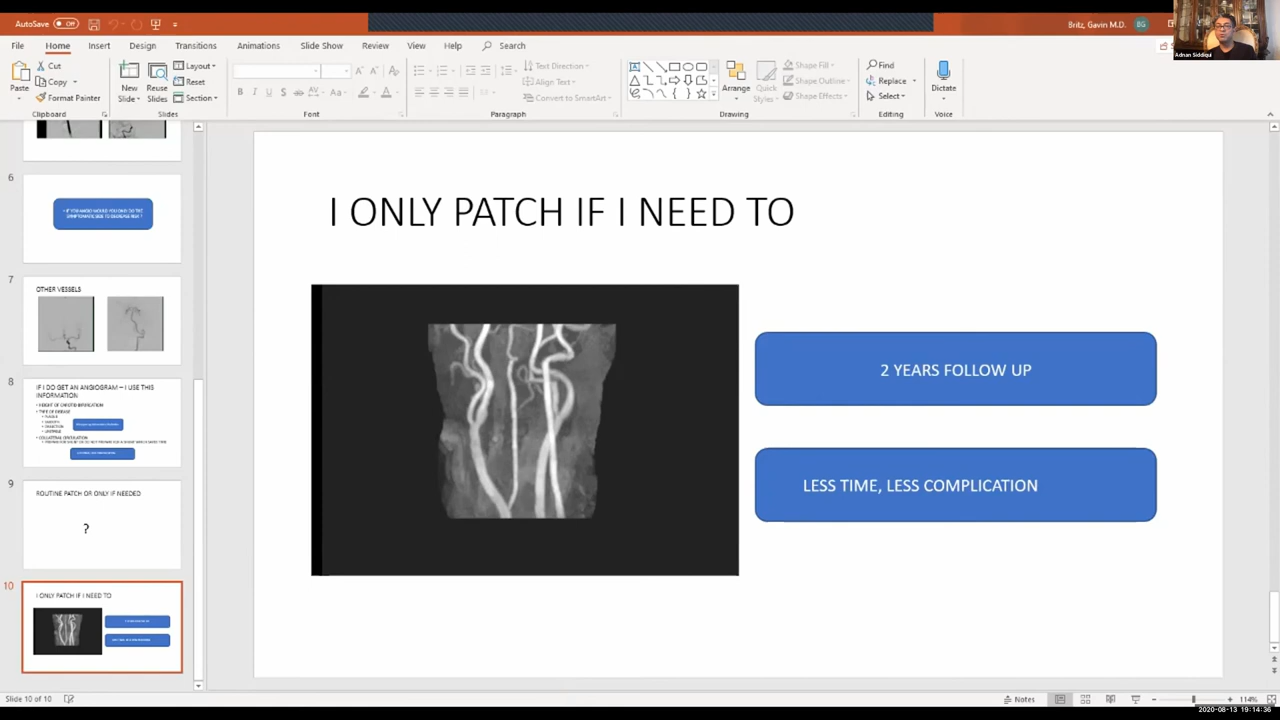 AutoSave Off
Britz, Gavin M.D. BG
Adnan Siddiqui
File Home Insert Design Transitions Animations Slide Show Review View Help Search
Paste
Cut
Copy
Format Painter
Clipboard
New Slide
Reuse Slides
Layout
Reset
Section
Slides
Font
Text Direction
Align Text
Convert to SmartArt
Paragraph
Arrange
Quick Styles
Shape Fill
Shape Outline
Shape Effects
Drawing
Find
Replace
Select
Editing
Dictate
Voice
6
7
OTHER VESSELS
8
IF I DO GET AN ANGIOGRAM – I USE THIS
INFORMATION
9
ROUTINE PATCH OR ONLY IF NEEDED
?
10
I ONLY PATCH IF I NEED TO
I ONLY PATCH IF I NEED TO
2 YEARS FOLLOW UP
LESS TIME, LESS COMPLICATION
Slide 10 of 10
Notes
114%
2020-08-13 19:14:36